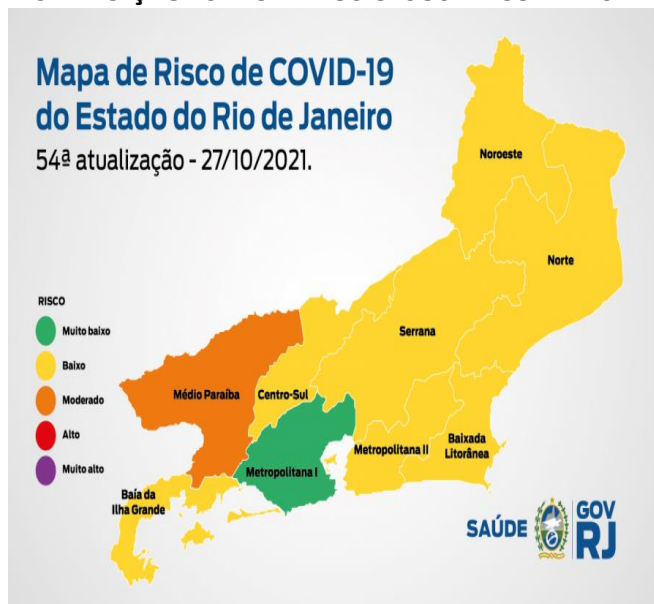 Mapa de Risco de COVID-19
do Estado do Rio de Janeiro
54ª atualização - 27/10/2021.
Noroeste
Norte
RISCO
Muito baixo
Baixo
Moderado
Alto
Muito alto
Serrana
Médio Paraíba
Centro-Sul
Metropolitana I
Metropolitana II
Baixada
Litorânea
Baía da
Ilha Grande
SAÚDE
GOV
RJ